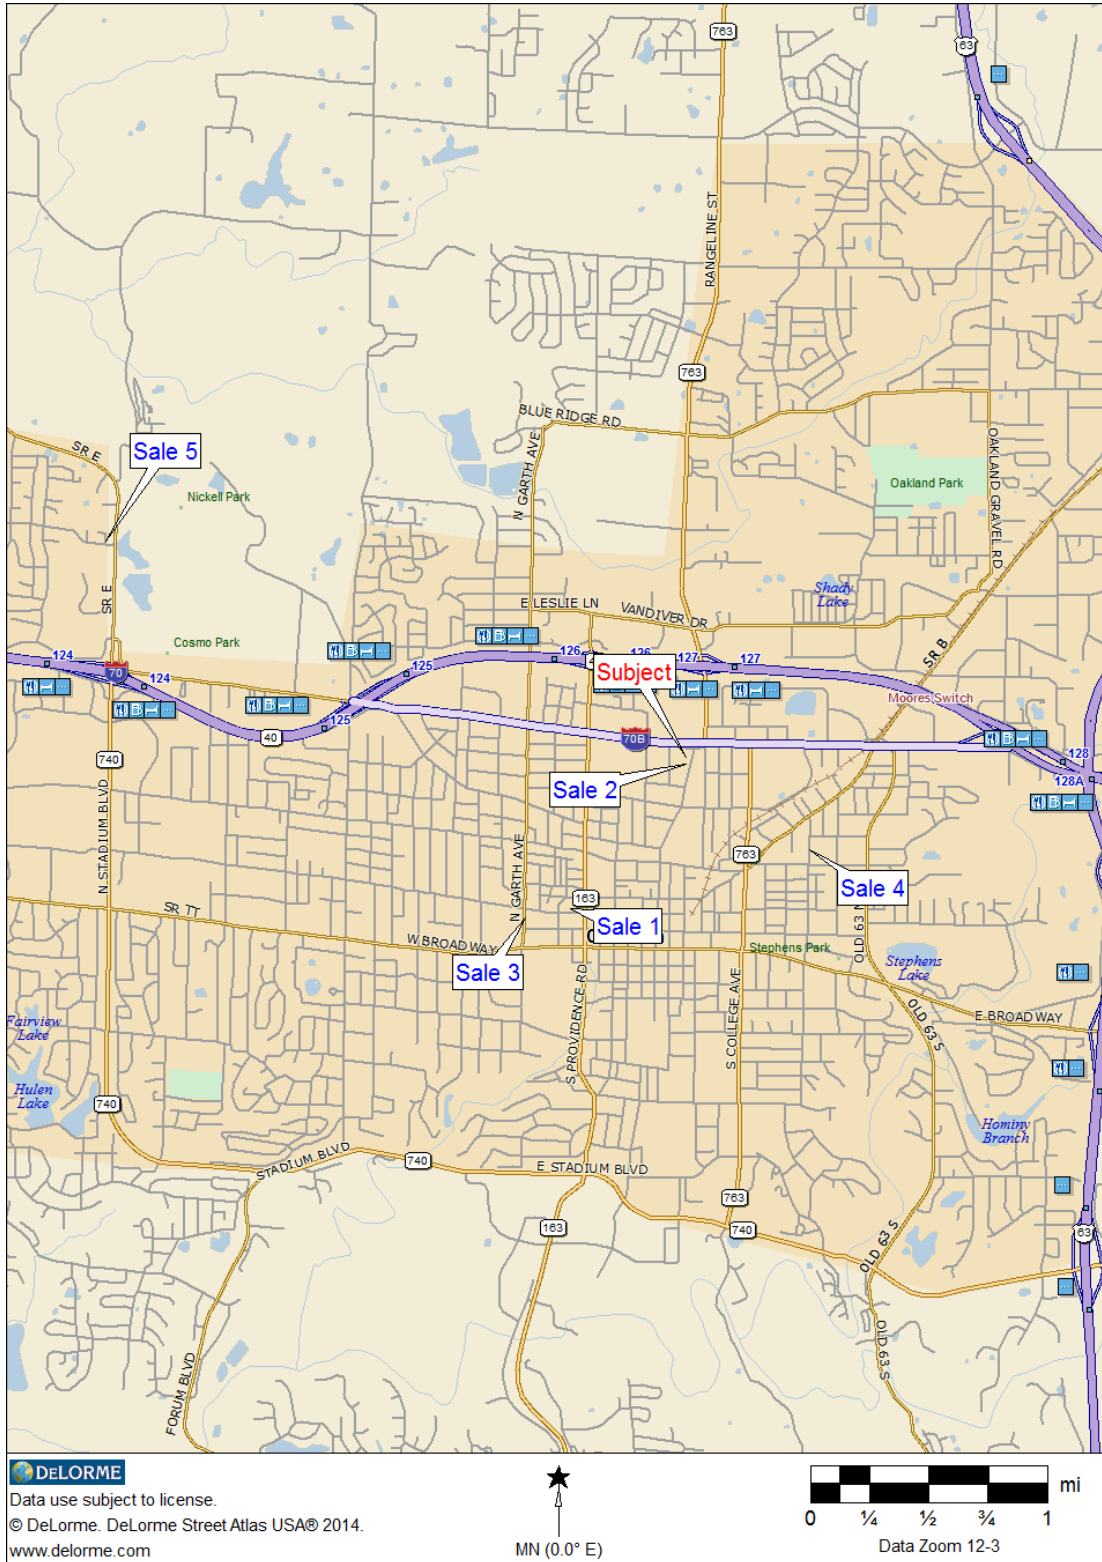 763
63
RANGELINE ST
763
BLUE RIDGE RD
SR E
Sale 5
N GARTH AVE
OAKLAND GRAVEL RD
Nickell Park
Oakland Park
SR E
E LESLIE LN
VANDIVER DR
Shady
Lake
Cosmo Park
SR B
124
70
124
125
126
126
127
127
Subject
Moores Switch
125
40
70B
128
128A
740
Sale 2
N STADIUM BLVD
N GARTH AVE
763
163
Sale 4
SR TT
Sale 1
OLD 63 N
W BROADWAY
Stephens Park
Sale 3
Stephens
Lake
S PROVIDENCE RD
S COLLEGE AVE
OLD 63 S
E BROADWAY
Fairview
Lake
Hulen
Lake
740
Hominy
Branch
STADIUM BLVD
740
E STADIUM BLVD
763
163
740
63
OLD 63 S
OLD 63 S
FORUM BLVD
DELORME
Data use subject to license.
© DeLorme. DeLorme Street Atlas USA® 2014.
www.delorme.com
MN (0.0° E)
mi
0 ¼ ½ ¾ 1
Data Zoom 12-3